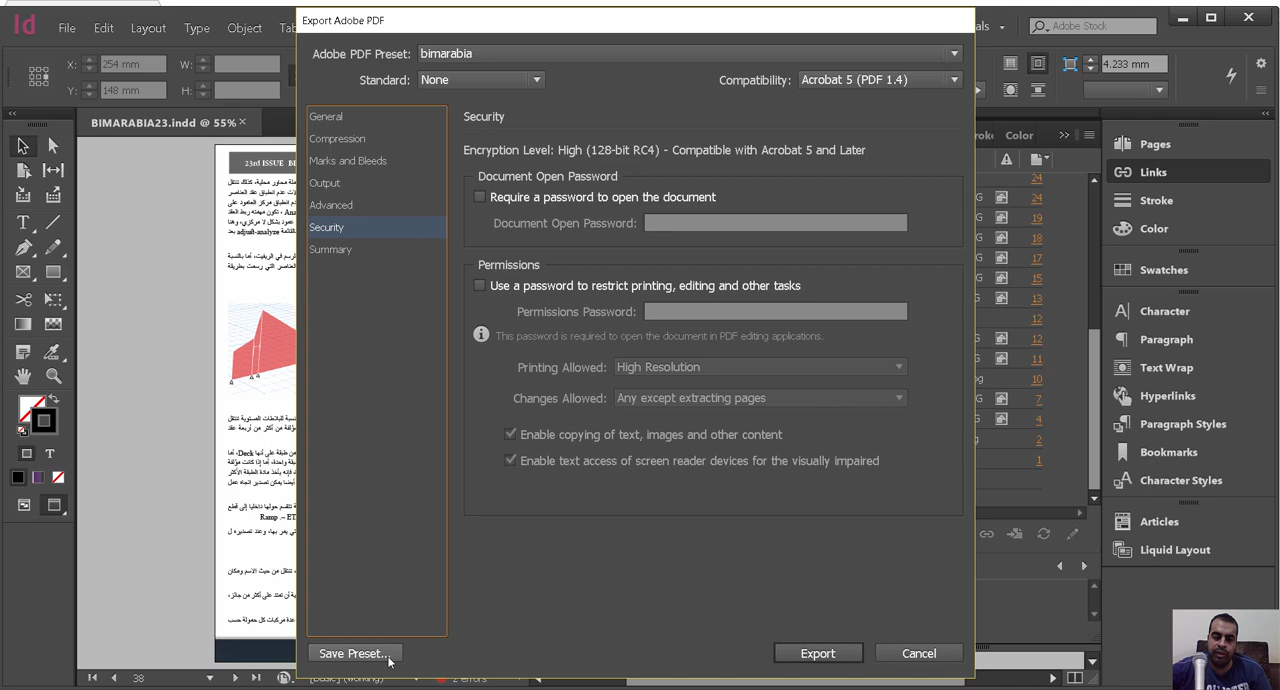 Id
File
Edit
Layout
Type
Object
Ta
als
Adobe Stock
X:
254 mm
W:
Y:
148 mm
H:
4.233 mm
BIMARABIA23.indd @ 55%
Export Adobe PDF
Adobe PDF Preset:
bimarabia
Standard:
None
Compatibility:
Acrobat 5 (PDF 1.4)
General
Compression
Marks and Bleeds
Output
Advanced
Security
Summary
Security
Encryption Level: High (128-bit RC4) - Compatible with Acrobat 5 and Later
Document Open Password
Require a password to open the document
Document Open Password:
Permissions
Use a password to restrict printing, editing and other tasks
Permissions Password:
This password is required to open the document in PDF editing applications.
Printing Allowed:
High Resolution
Changes Allowed:
Any except extracting pages
Enable copying of text, images and other content
Enable text access of screen reader devices for the visually impaired
Save Preset...
Export
Cancel
23rd ISSUE BI
Color
24
24
19
18
17
15
13
12
12
11
10
7
4
2
1
Pages
Links
Stroke
Color
Swatches
Character
Paragraph
Text Wrap
Hyperlinks
Paragraph Styles
Bookmarks
Character Styles
Articles
Liquid Layout
38
[Basic] (working)
2 errors